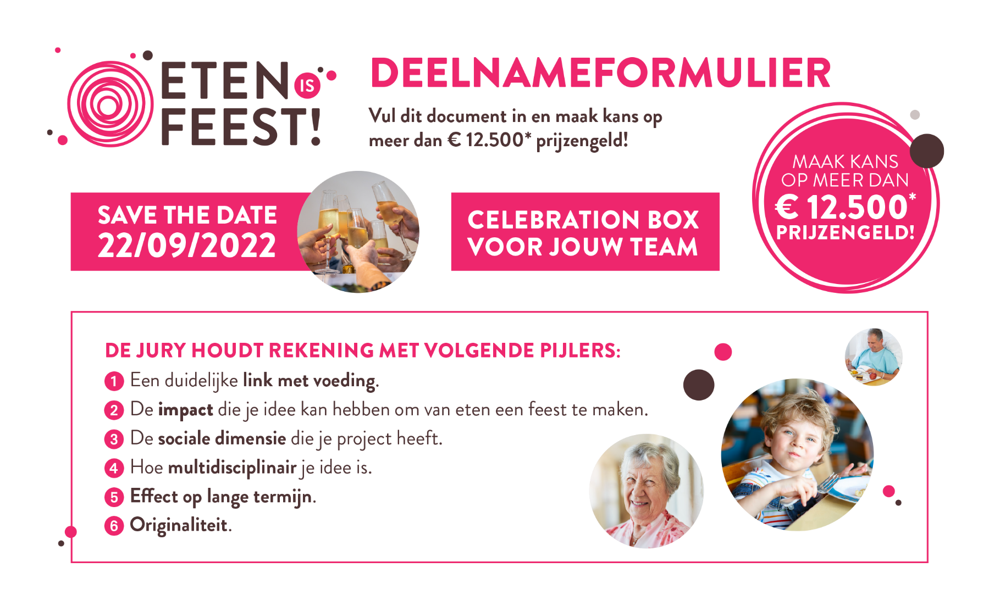 ETEN IS
FEEST!
DEELNAMEFORMULIER
Vul dit document in en maak kans op
meer dan € 12.500* prijzengeld!
MAAK KANS
OP MEER DAN
€ 12.500*
PRIJZENGELD!
SAVE THE DATE
22/09/2022
CELEBRATION BOX
VOOR JOUW TEAM
DE JURY HOUDT REKENING MET VOLGENDE PIJLERS:
1 Een duidelijke link met voeding.
2 De impact die je idee kan hebben om van eten een feest te maken.
3 De sociale dimensie die je project heeft.
4 Hoe multidisciplinair je idee is.
5 Effect op lange termijn.
6 Originaliteit.